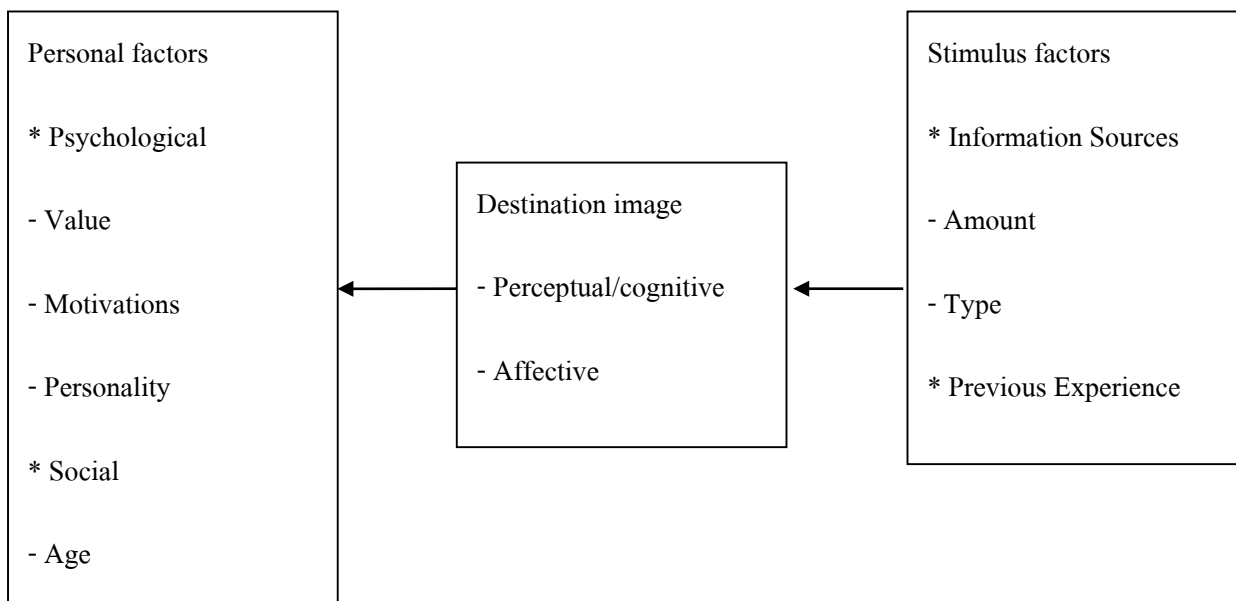 Personal factors
* Psychological
- Value
- Motivations
- Personality
* Social
- Age
Destination image
- Perceptual/cognitive
- Affective
Stimulus factors
* Information Sources
- Amount
- Type
* Previous Experience